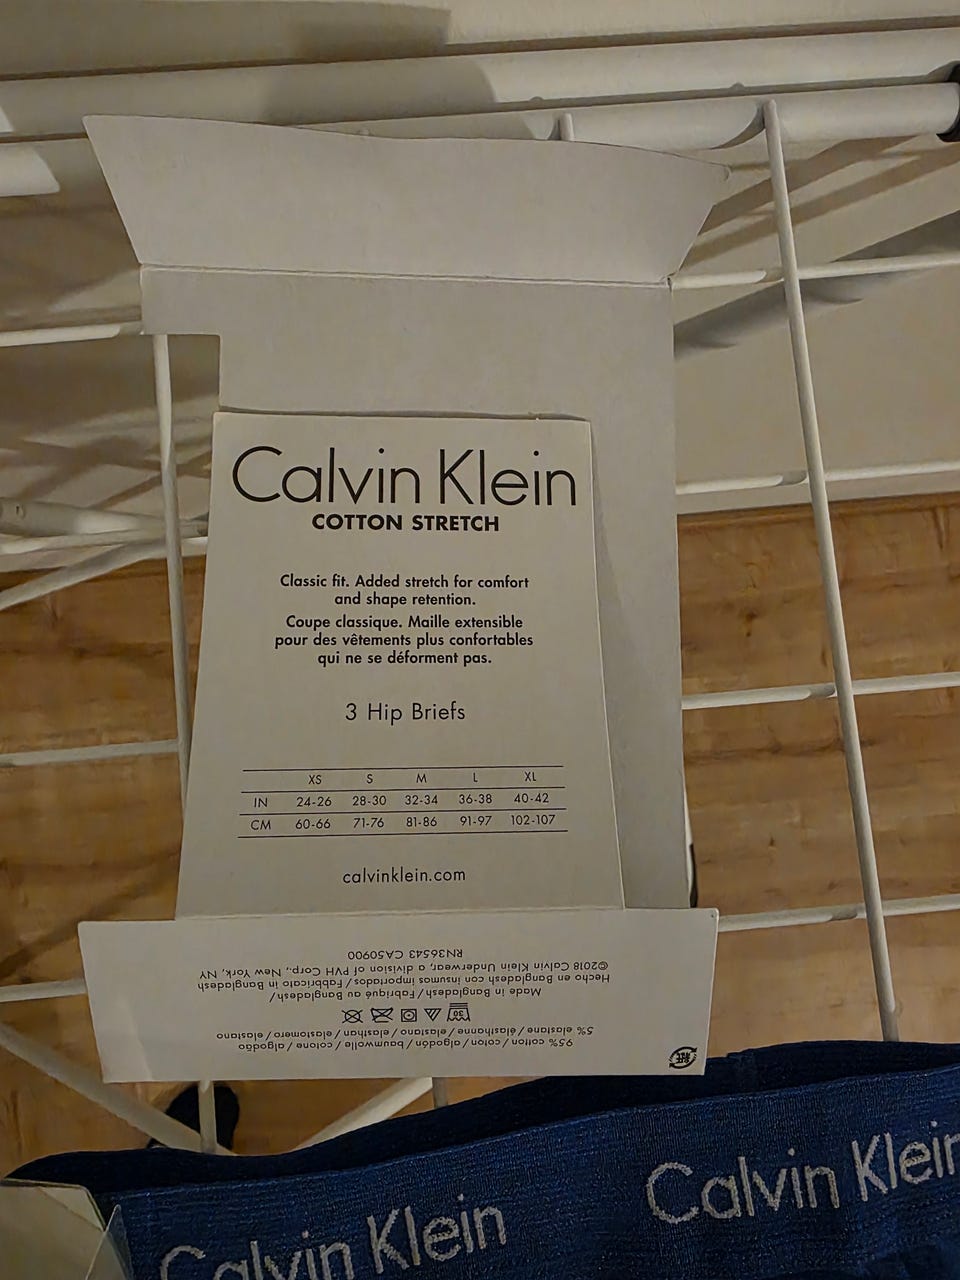 Calvin Klein
COTTON STRETCH
Classic fit. Added stretch for comfort
and shape retention.
Coupe classique. Maille extensible
pour des vêtements plus confortables
qui ne se déforment pas.
3 Hip Briefs
XS S M L XL
IN 24-26 28-30 32-34 36-38 40-42
CM 60-66 71-76 81-86 91-97 102-107
calvinklein.com
95% cotton / coton / algodón / baumwolle / cotone / algodão
5% elastane / élasthanne / elastano / elasthan / elastomero / elastano
30
Made in Bangladesh / Fabriqué au Bangladesh /
Hecho en Bangladesh con insumos importados / Fabbricato in Bangladesh
©2018 Calvin Klein Underwear, a division of PVH Corp., New York, NY
RN36543 CA50900
Calvin Klein
Calvin Klein